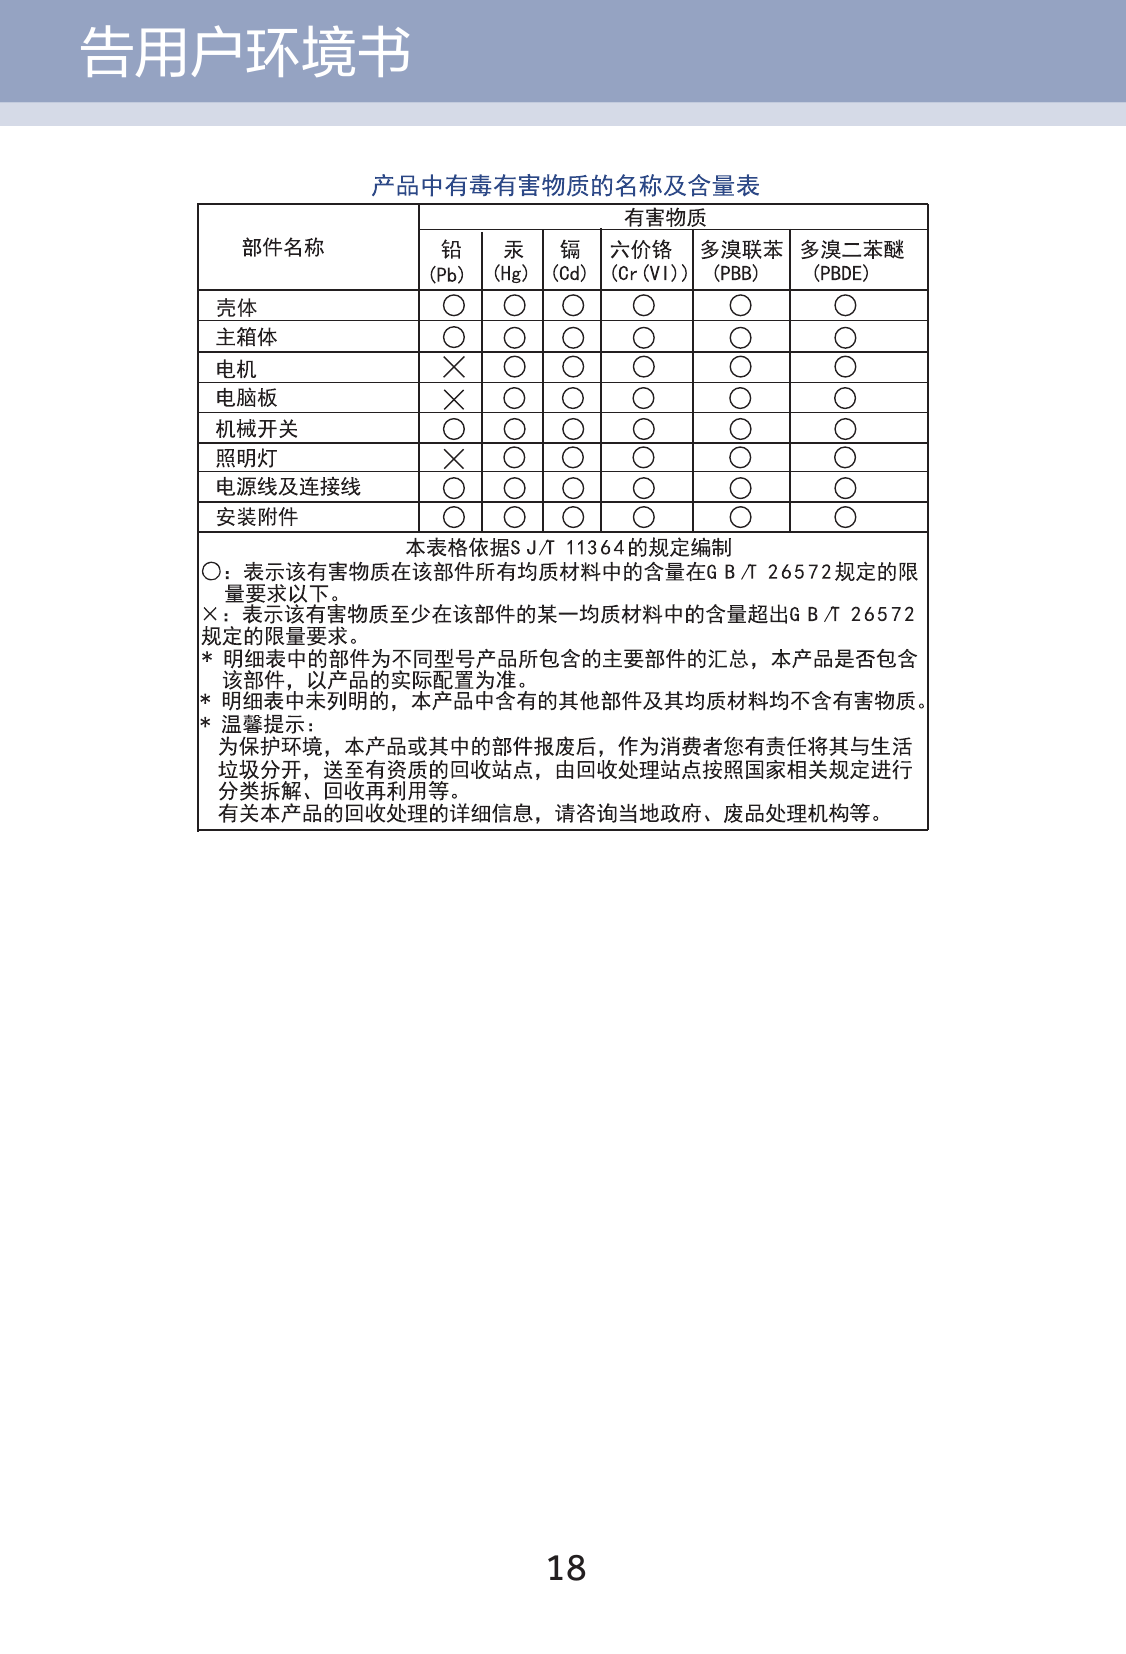 告用户环境书
产品中有毒有害物质的名称及含量表
部件名称 有害物质
铅 汞 镉 六价铬 多溴联苯 多溴二苯醚
(Pb) (Hg) (Cd) (Cr(VI)) (PBB) (PBDE)
壳体 ○ ○ ○ ○ ○ ○
主箱体 ○ ○ ○ ○ ○ ○
电机 × ○ ○ ○ ○ ○
电脑板 × ○ ○ ○ ○ ○
机械开关 ○ ○ ○ ○ ○ ○
照明灯 × ○ ○ ○ ○ ○
电源线及连接线 ○ ○ ○ ○ ○ ○
安装附件 ○ ○ ○ ○ ○ ○
本表格依据SJ/T 11364的规定编制
○：表示该有害物质在该部件所有均质材料中的含量在GB/T 26572规定的限
量要求以下。
×：表示该有害物质至少在该部件的某一均质材料中的含量超出GB/T 26572
规定的限量要求。
* 明细表中的部件为不同型号产品所包含的主要部件的汇总，本产品是否包含
该部件，以产品的实际配置为准。
* 明细表中未列明的，本产品中含有的其他部件及其均质材料均不含有害物质。
* 温馨提示：
为保护环境，本产品或其中的部件报废后，作为消费者您有责任将其与生活
垃圾分开，送至有资质的回收站点，由回收处理站点按照国家相关规定进行
分类拆解、回收再利用等。
有关本产品的回收处理的详细信息，请咨询当地政府、废品处理机构等。
18